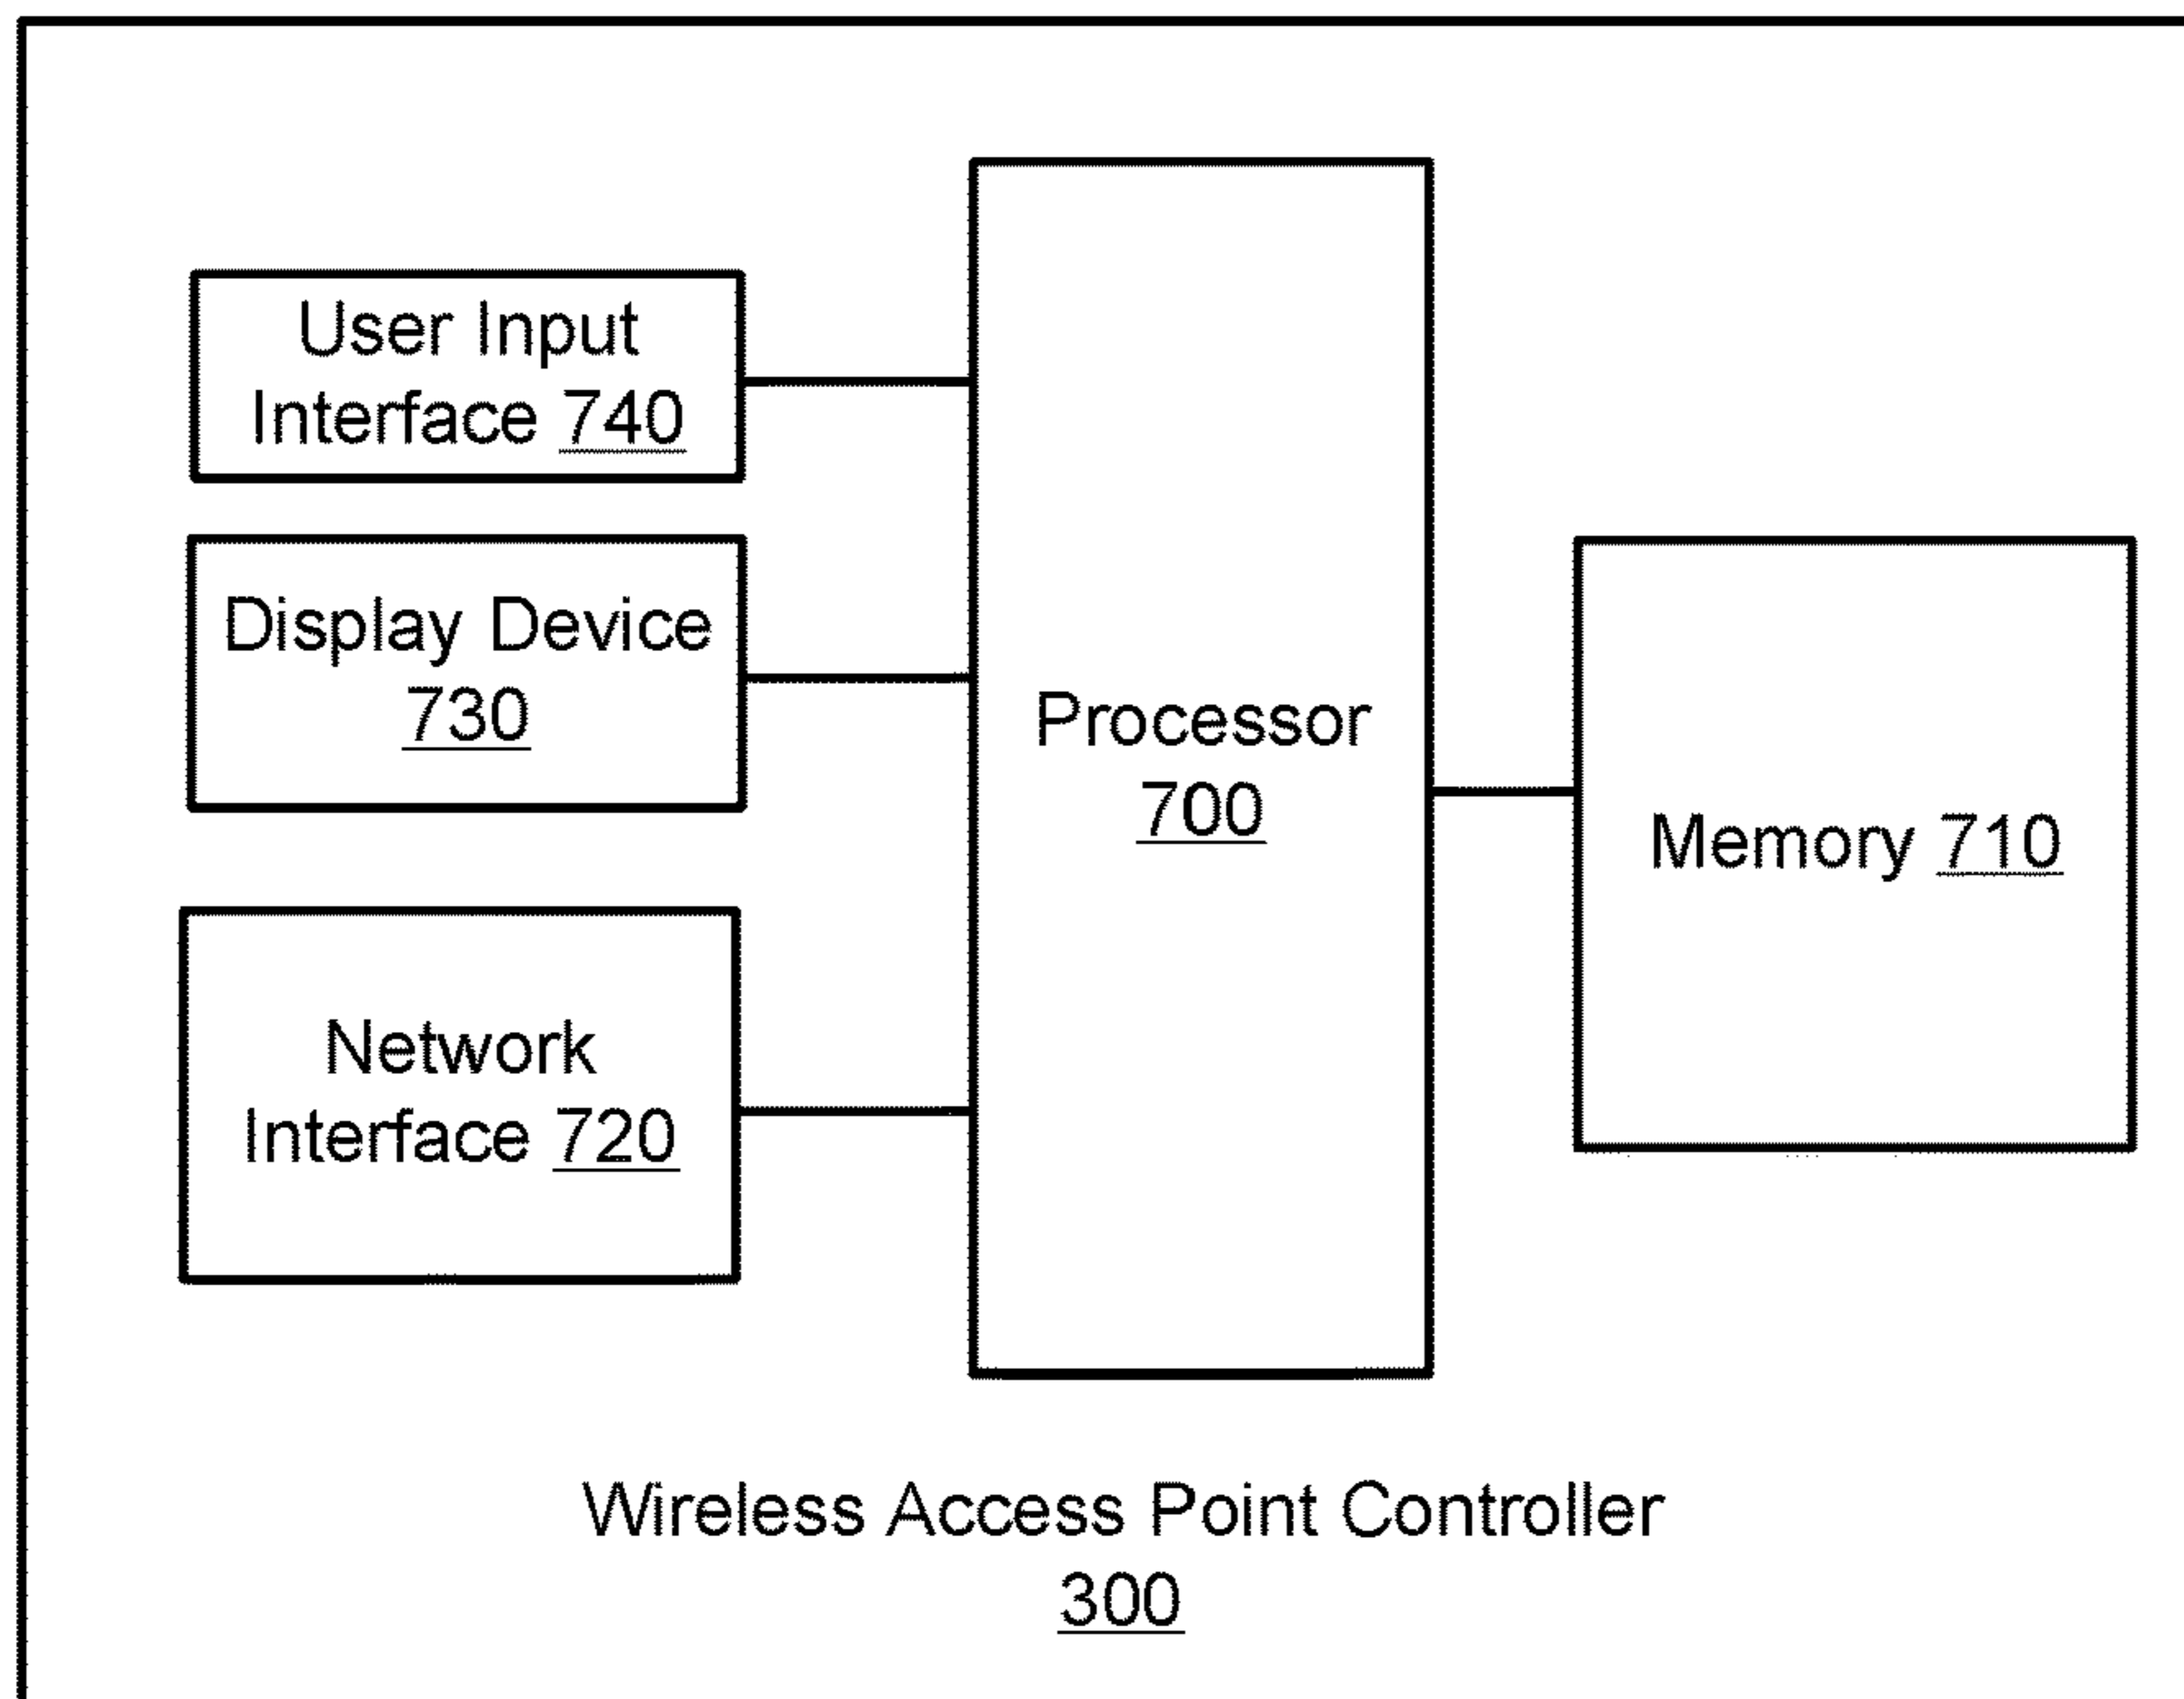 User Input
Interface 740
Display Device
730
Processor
700
Memory 710
Network
Interface 720
Wireless Access Point Controller
300